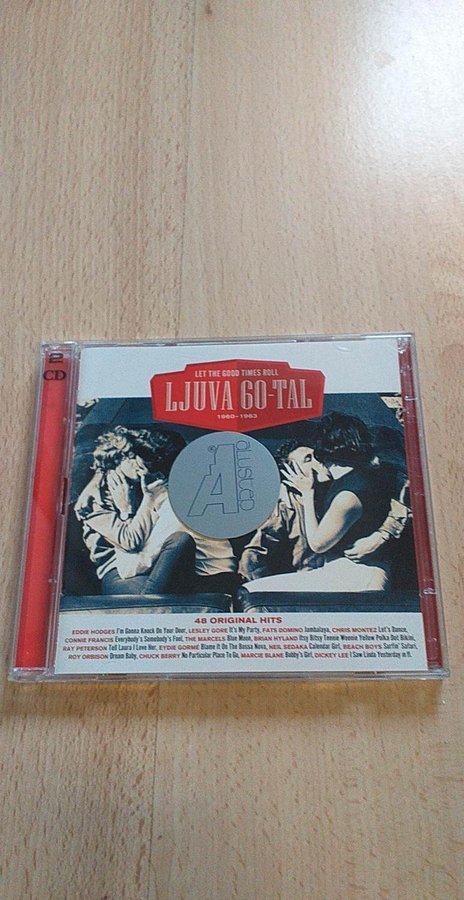 2
CD
LET THE GOOD TIMES ROLL
LJUVA 60-TAL
1960-1963
48 ORIGINAL HITS
EDDIE HODGES I'm Gonna Knock On Your Door, LESLEY GORE It's My Party, FATS DOMINO Jambalaya, CHRIS MONTEZ Let's Dance,
CONNIE FRANCIS Everybody's Somebody's Fool, THE MARCELS Blue Moon, BRIAN HYLAND Itsy Bitsy Teenie Weenie Yellow Polka Dot Bikini,
RAY PETERSON Tell Laura I Love Her, EYDIE GORMÉ Blame It On The Bossa Nova, NEIL SEDAKA Calendar Girl, BEACH BOYS Surfin' Safari,
ROY ORBISON Dream Baby, CHUCK BERRY No Particular Place To Go, MARCIE BLANE Bobby's Girl, DICKEY LEE I Saw Linda Yesterday m fl.